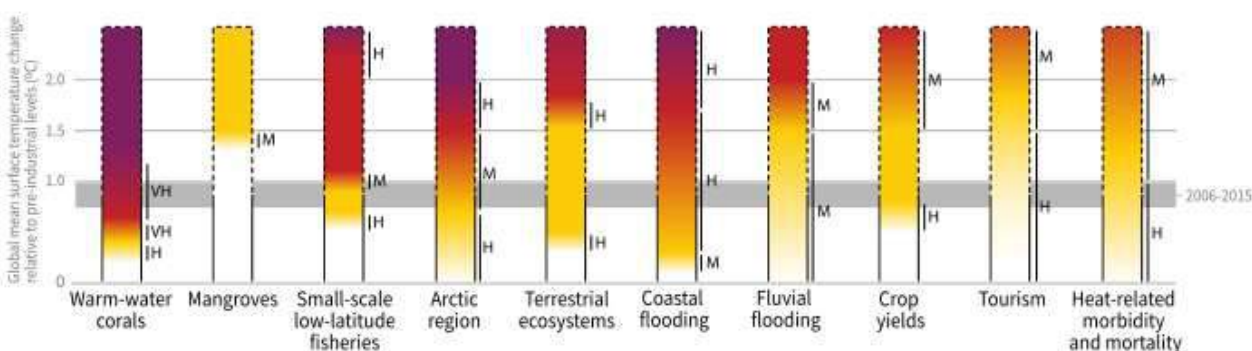 Global mean surface temperature change
relative to pre-industrial levels (°C)
2.0
1.5
1.0
0
VH
VH
H
M
H
M
H
H
M
H
H
H
H
H
M
M
M
M
H
M
H
M
H
2006-2015
Warm-water
corals
Mangroves
Small-scale
low-latitude
fisheries
Arctic
region
Terrestrial
ecosystems
Coastal
flooding
Fluvial
flooding
Crop
yields
Tourism
Heat-related
morbidity
and mortality